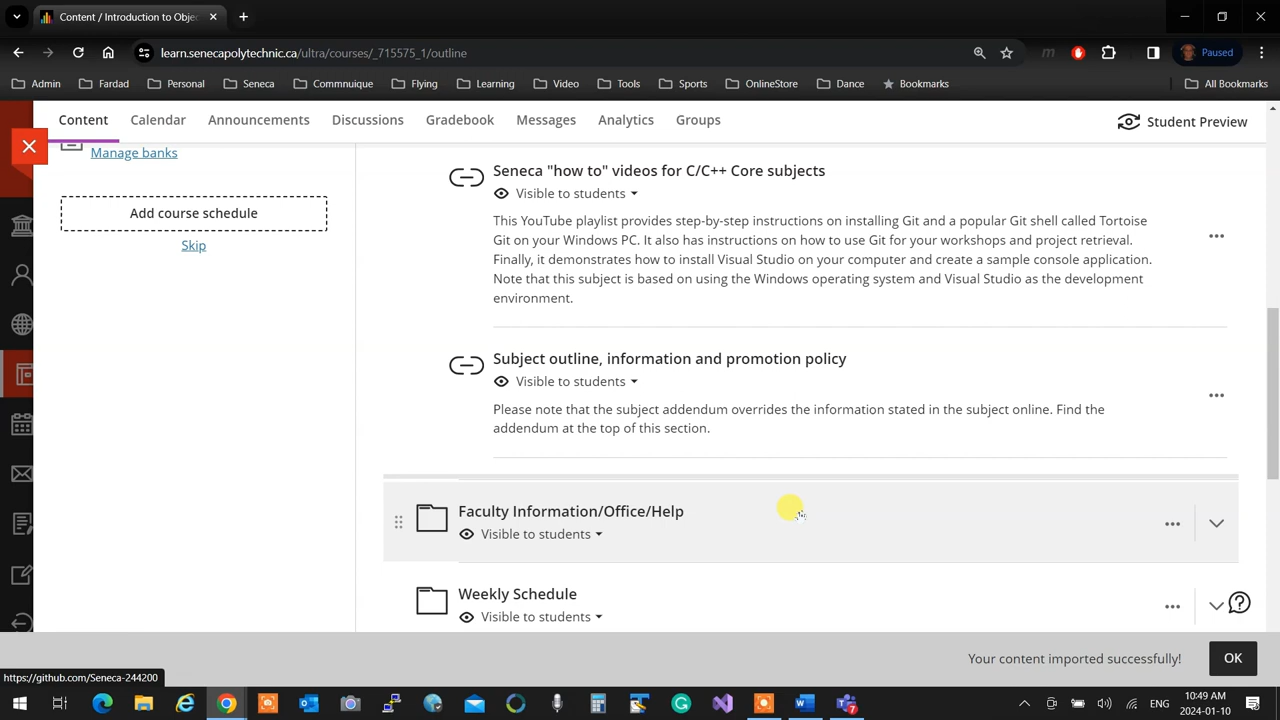 Content / Introduction to Obje
learn.senecapolytechnic.ca/ultra/courses/_715575_1/outline
Paused
Admin
Fardad
Personal
Seneca
Commnuique
Flying
Learning
Video
Tools
Sports
OnlineStore
Dance
Bookmarks
All Bookmarks
Content
Calendar
Announcements
Discussions
Gradebook
Messages
Analytics
Groups
Student Preview
Manage banks
Add course schedule
Skip
Seneca "how to" videos for C/C++ Core subjects
Visible to students
This YouTube playlist provides step-by-step instructions on installing Git and a popular Git shell called Tortoise
Git on your Windows PC. It also has instructions on how to use Git for your workshops and project retrieval.
Finally, it demonstrates how to install Visual Studio on your computer and create a sample console application.
Note that this subject is based on using the Windows operating system and Visual Studio as the development
environment.
Subject outline, information and promotion policy
Visible to students
Please note that the subject addendum overrides the information stated in the subject online. Find the
addendum at the top of this section.
Faculty Information/Office/Help
Visible to students
Weekly Schedule
Visible to students
Your content imported successfully!
OK
https://github.com/Seneca-244200
ENG
10:49 AM
2024-01-10